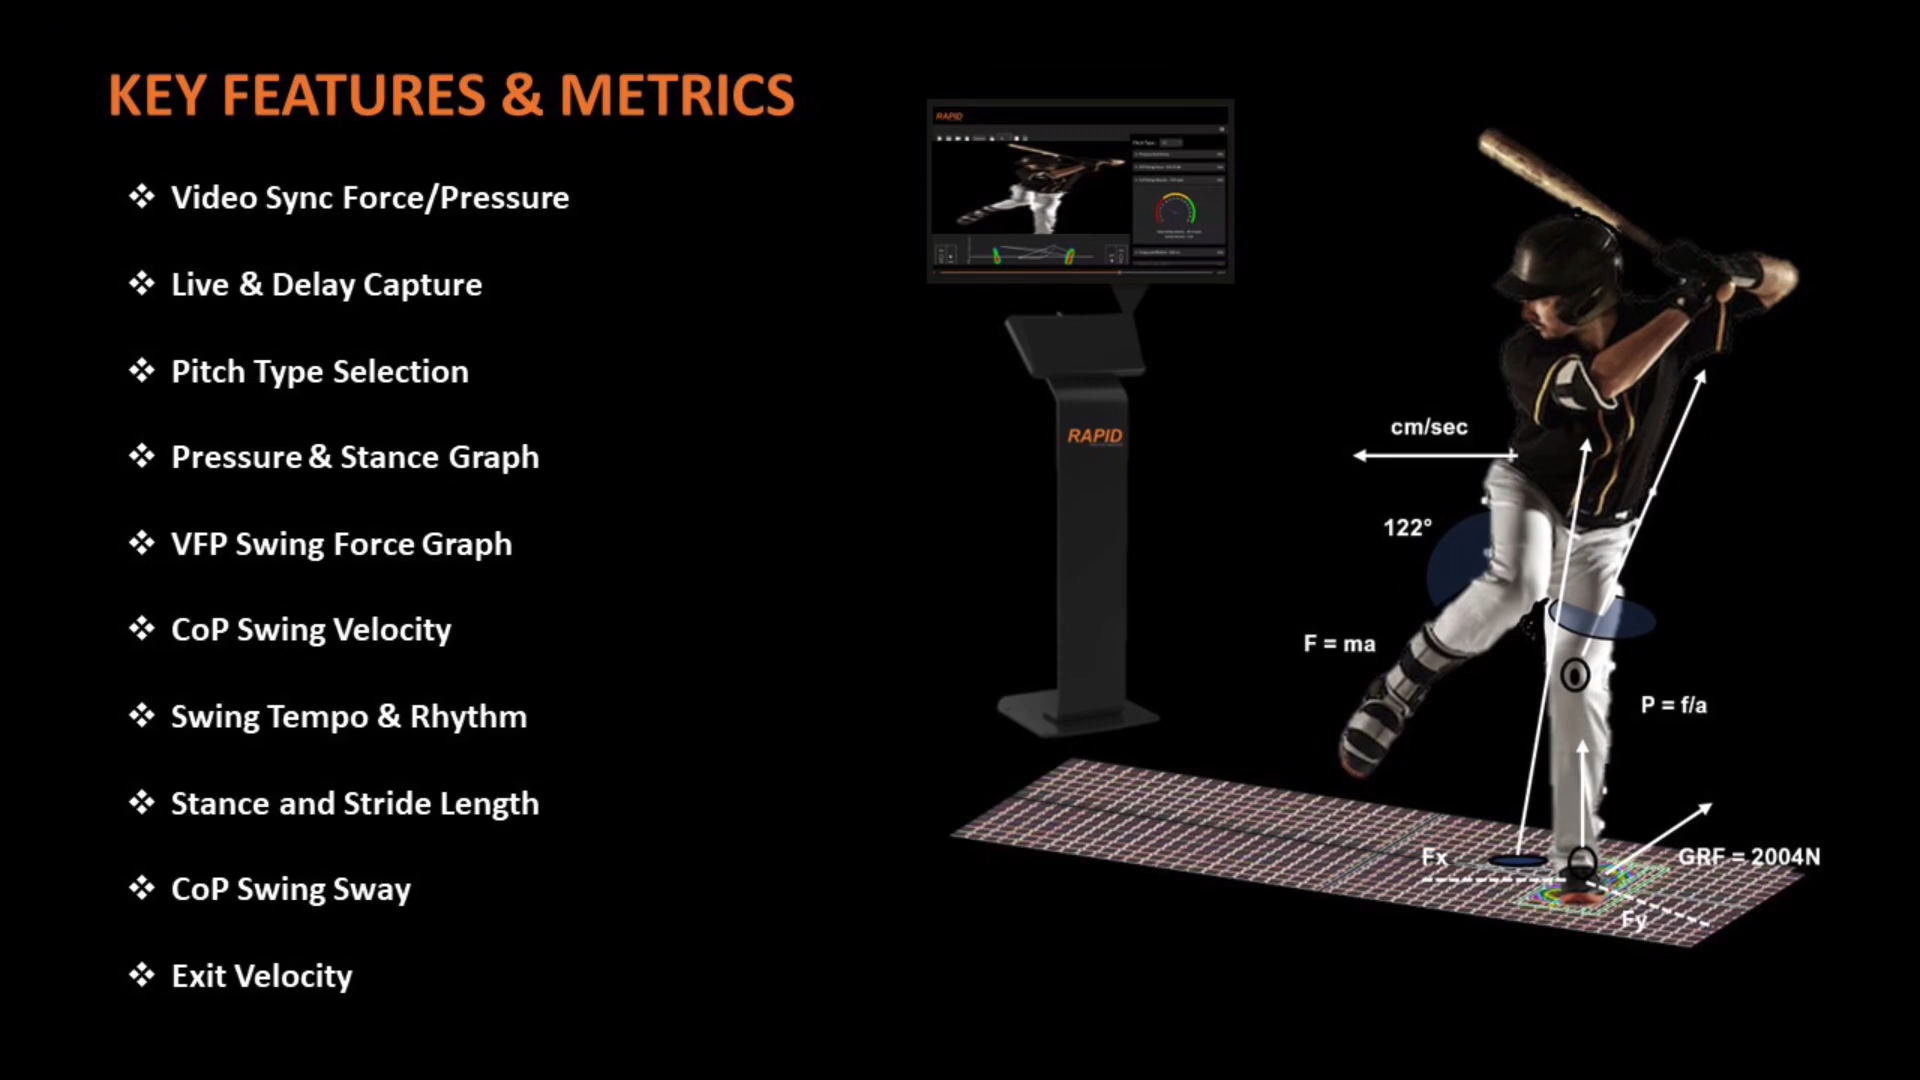 KEY FEATURES & METRICS
Video Sync Force/Pressure
Live & Delay Capture
Pitch Type Selection
Pressure & Stance Graph
VFP Swing Force Graph
CoP Swing Velocity
Swing Tempo & Rhythm
Stance and Stride Length
CoP Swing Sway
Exit Velocity
RAPID
Pitch Type:
RAPID
cm/sec
122°
F = ma
P = f/a
Fx
GRF = 2004N
Fy